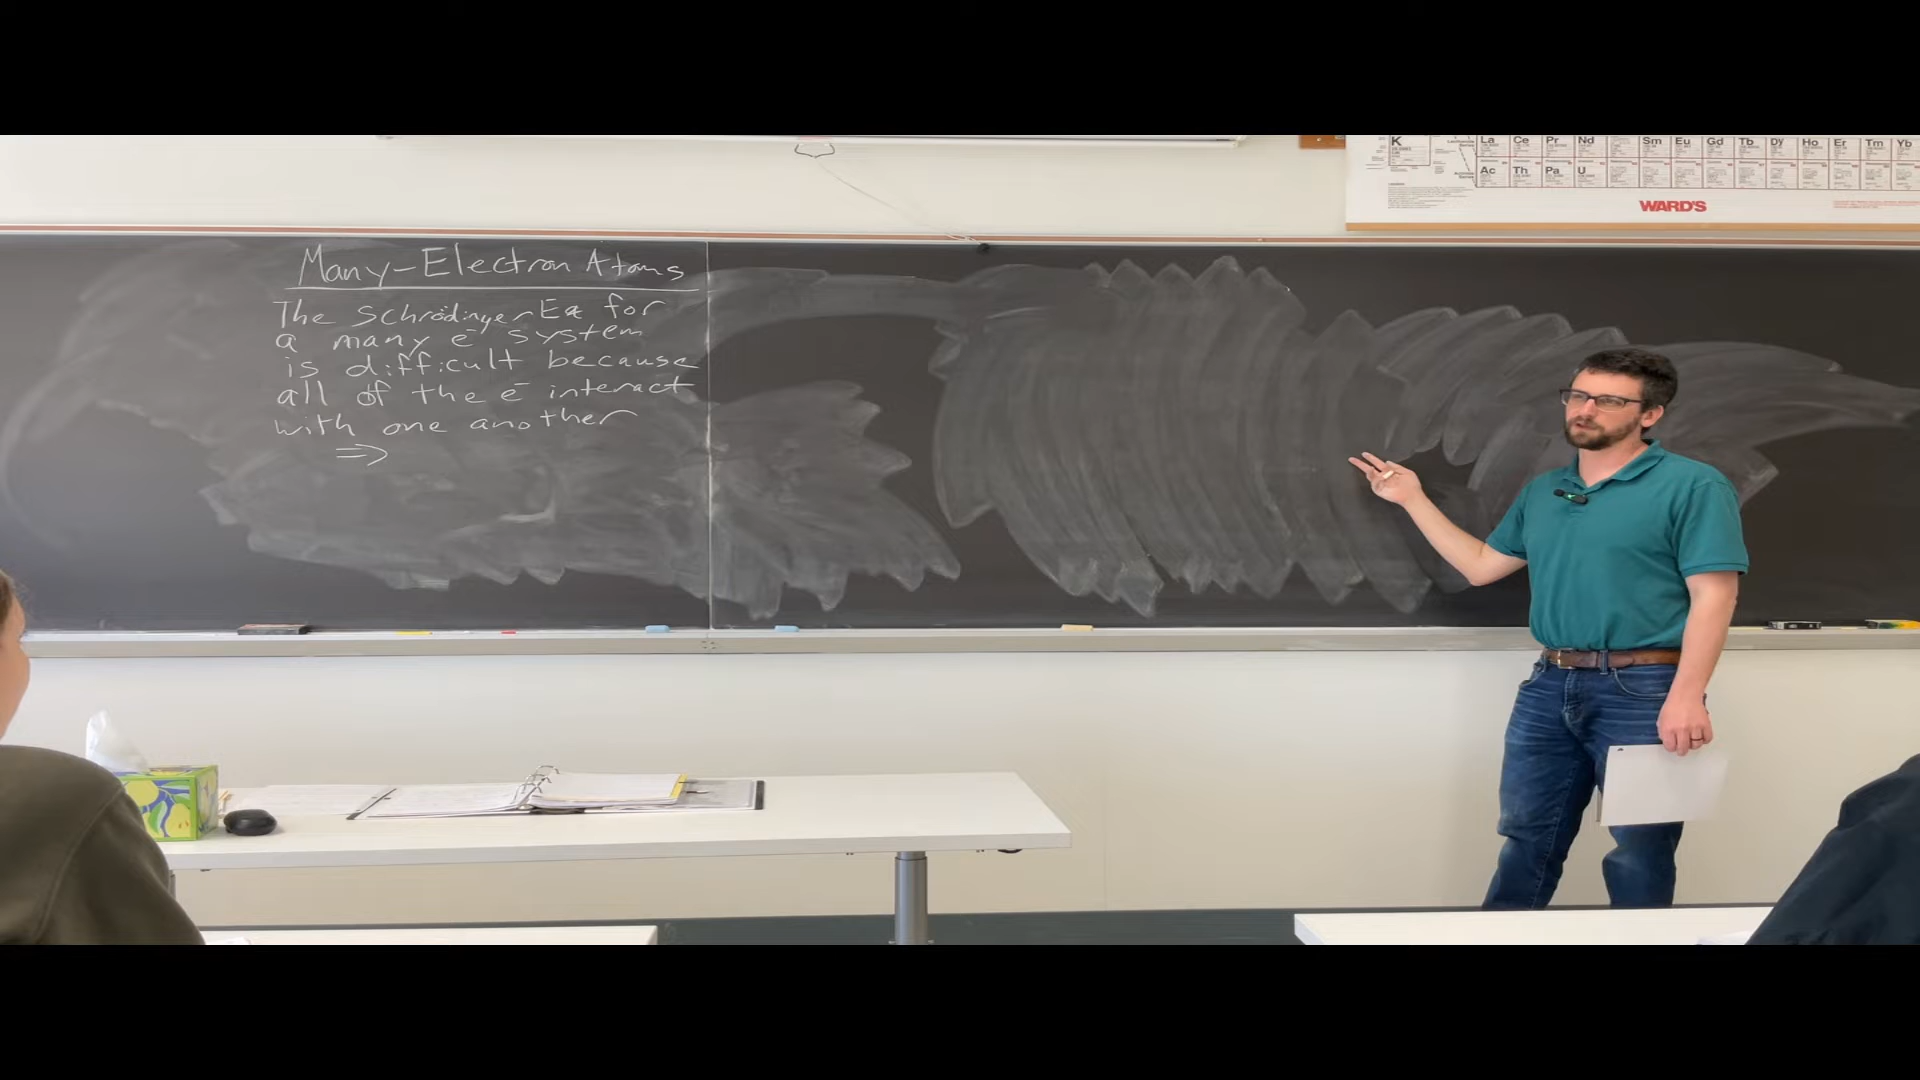 K La Ce Pr Nd Sm Eu Gd Tb Dy Ho Er Tm Yb
Ac Th Pa U
WARD'S
Many-Electron Atoms
The Schrödinger Eq for
a many e⁻ system
is difficult because
all of the e⁻ interact
with one another
⇒